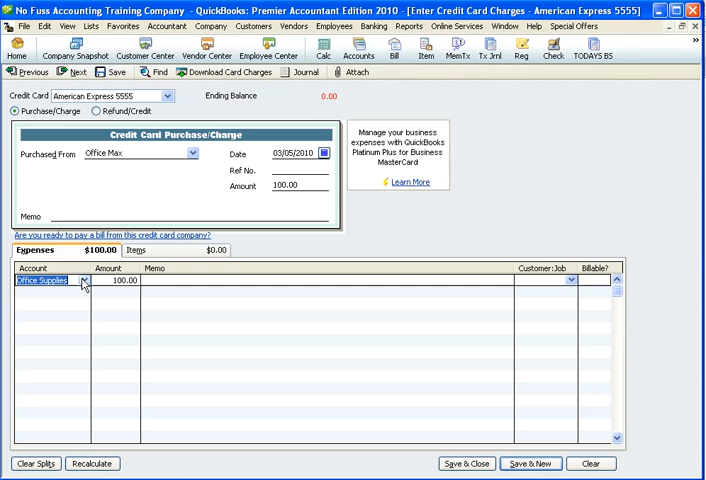 No Fuss Accounting Training Company - QuickBooks: Premier Accountant Edition 2010 - [Enter Credit Card Charges - American Express 5555]
File Edit View Lists Favorites Accountant Company Customers Vendors Employees Banking Reports Online Services Window Help Special Offers
Home Company Snapshot Customer Center Vendor Center Employee Center Calc Accounts Bill Item MemTx Tx Jrnl Reg Check TODAYS BS
Previous Next Save Find Download Card Charges Journal Attach
Credit Card American Express 5555 Ending Balance 0.00
Purchase/Charge Refund/Credit
Credit Card Purchase/Charge
Purchased From Office Max Date 03/05/2010
Ref No.
Amount 100.00
Memo
Manage your business
expenses with QuickBooks
Platinum Plus for Business
MasterCard
Learn More
Are you ready to pay a bill from this credit card company?
Expenses $100.00 Items $0.00
Account Amount Memo Customer:Job Billable?
Office Supplies 100.00
Clear Splits Recalculate Save & Close Save & New Clear